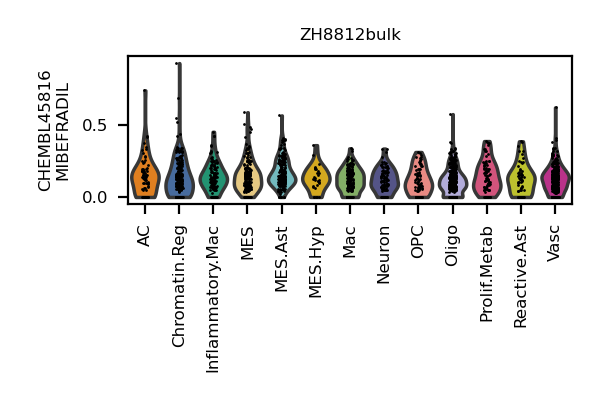 ZH8812bulk
CHEMBL45816
MIBEFRADIL
0.5
0.0
AC
Chromatin.Reg
Inflammatory.Mac
MES
MES.Ast
MES.Hyp
Mac
Neuron
OPC
Oligo
Prolif.Metab
Reactive.Ast
Vasc